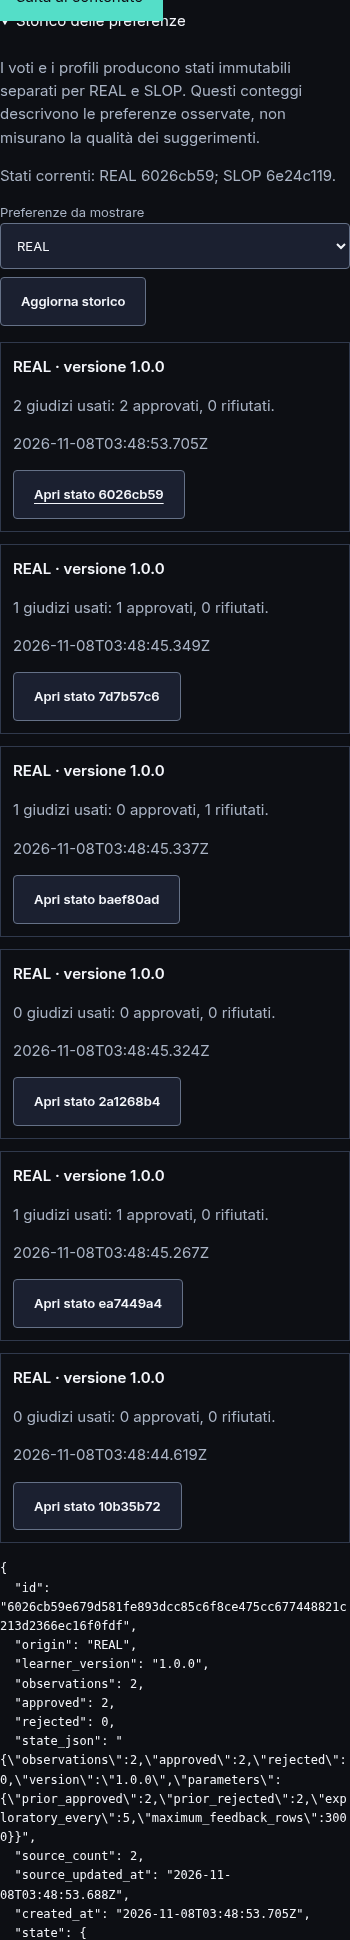 Storico delle preferenze
I voti e i profili producono stati immutabili
separati per REAL e SLOP. Questi conteggi
descrivono le preferenze osservate, non
misurano la qualità dei suggerimenti.
Stati correnti: REAL 6026cb59; SLOP 6e24c119.
Preferenze da mostrare
REAL
Aggiorna storico
REAL · versione 1.0.0
2 giudizi usati: 2 approvati, 0 rifiutati.
2026-11-08T03:48:53.705Z
Apri stato 6026cb59
REAL · versione 1.0.0
1 giudizi usati: 1 approvati, 0 rifiutati.
2026-11-08T03:48:45.349Z
Apri stato 7d7b57c6
REAL · versione 1.0.0
1 giudizi usati: 0 approvati, 1 rifiutati.
2026-11-08T03:48:45.337Z
Apri stato baef80ad
REAL · versione 1.0.0
0 giudizi usati: 0 approvati, 0 rifiutati.
2026-11-08T03:48:45.324Z
Apri stato 2a1268b4
REAL · versione 1.0.0
1 giudizi usati: 1 approvati, 0 rifiutati.
2026-11-08T03:48:45.267Z
Apri stato ea7449a4
REAL · versione 1.0.0
0 giudizi usati: 0 approvati, 0 rifiutati.
2026-11-08T03:48:44.619Z
Apri stato 10b35b72
{
  "id":
"6026cb59e679d581fe893dcc85c6f8ce475cc677448821c
213d2366ec16f0fdf",
  "origin": "REAL",
  "learner_version": "1.0.0",
  "observations": 2,
  "approved": 2,
  "rejected": 0,
  "state_json": "
{\"observations\":2,\"approved\":2,\"rejected\":
0,\"version\":\"1.0.0\",\"parameters\":
{\"prior_approved\":2,\"prior_rejected\":2,\"exp
loratory_every\":5,\"maximum_feedback_rows\":300
0}}",
  "source_count": 2,
  "source_updated_at": "2026-11-
08T03:48:53.688Z",
  "created_at": "2026-11-08T03:48:53.705Z",
  "state": {